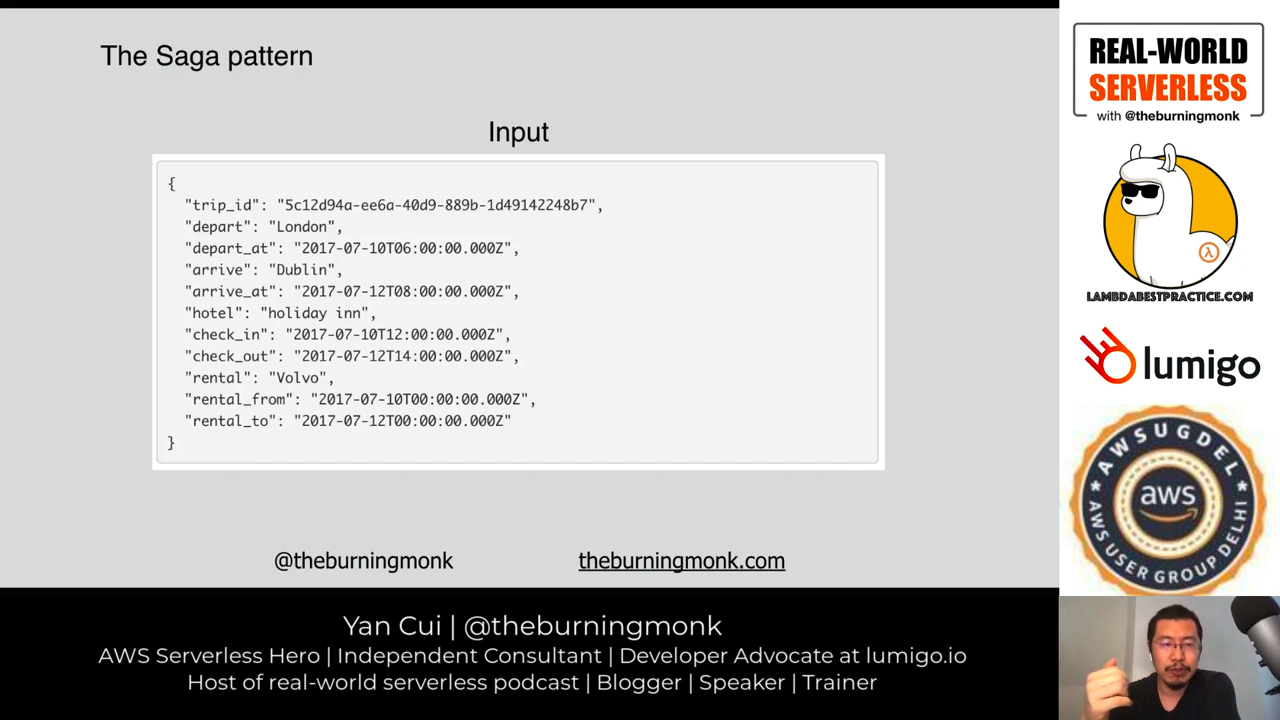 The Saga pattern
Input
{
"trip_id": "5c12d94a-ee6a-40d9-889b-1d49142248b7",
"depart": "London",
"depart_at": "2017-07-10T06:00:00.000Z",
"arrive": "Dublin",
"arrive_at": "2017-07-12T08:00:00.000Z",
"hotel": "holiday inn",
"check_in": "2017-07-10T12:00:00.000Z",
"check_out": "2017-07-12T14:00:00.000Z",
"rental": "Volvo",
"rental_from": "2017-07-10T00:00:00.000Z",
"rental_to": "2017-07-12T00:00:00.000Z"
}
@theburningmonk
theburningmonk.com
Yan Cui | @theburningmonk
AWS Serverless Hero | Independent Consultant | Developer Advocate at lumigo.io
Host of real-world serverless podcast | Blogger | Speaker | Trainer
REAL-WORLD
SERVERLESS
with @theburningmonk
λ
LAMBDABESTPRACTICE.COM
lumigo
AWSUGDEL
aws
AWS USER GROUP DELHI